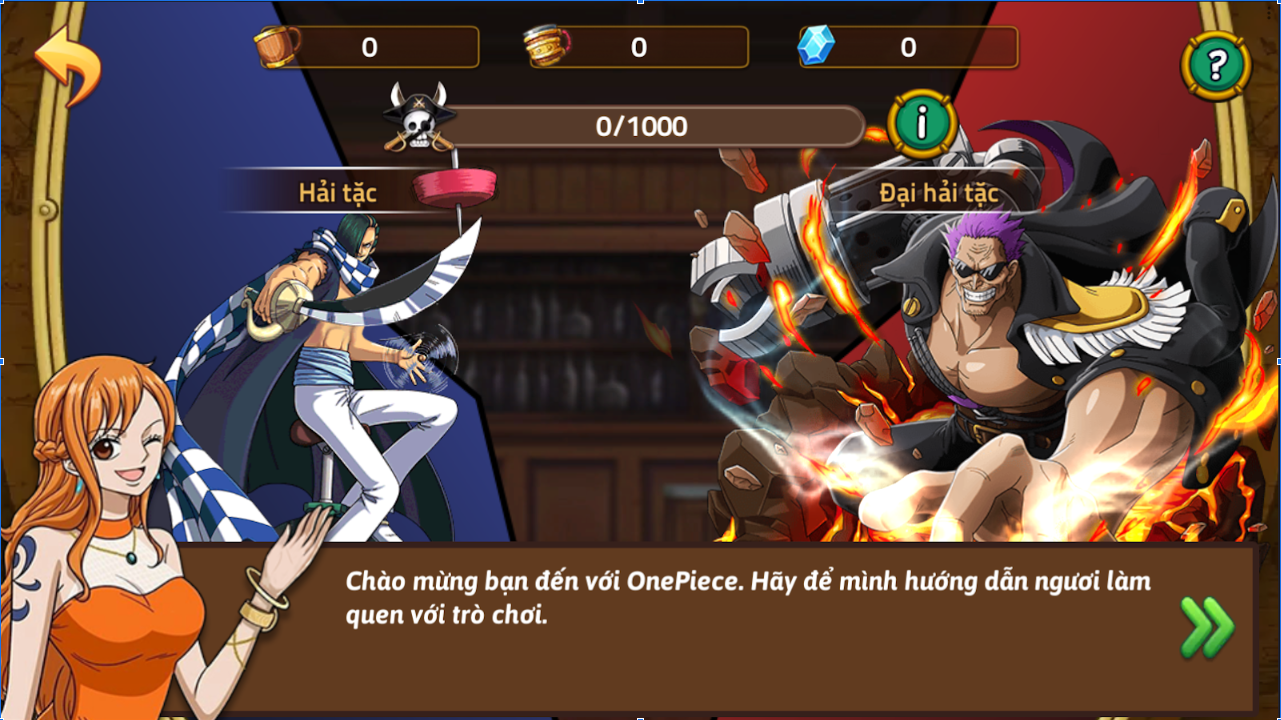 0
0
0
?
0/1000
i
Hải tặc
Đại hải tặc
Chào mừng bạn đến với OnePiece. Hãy để mình hướng dẫn ngươi làm
quen với trò chơi.